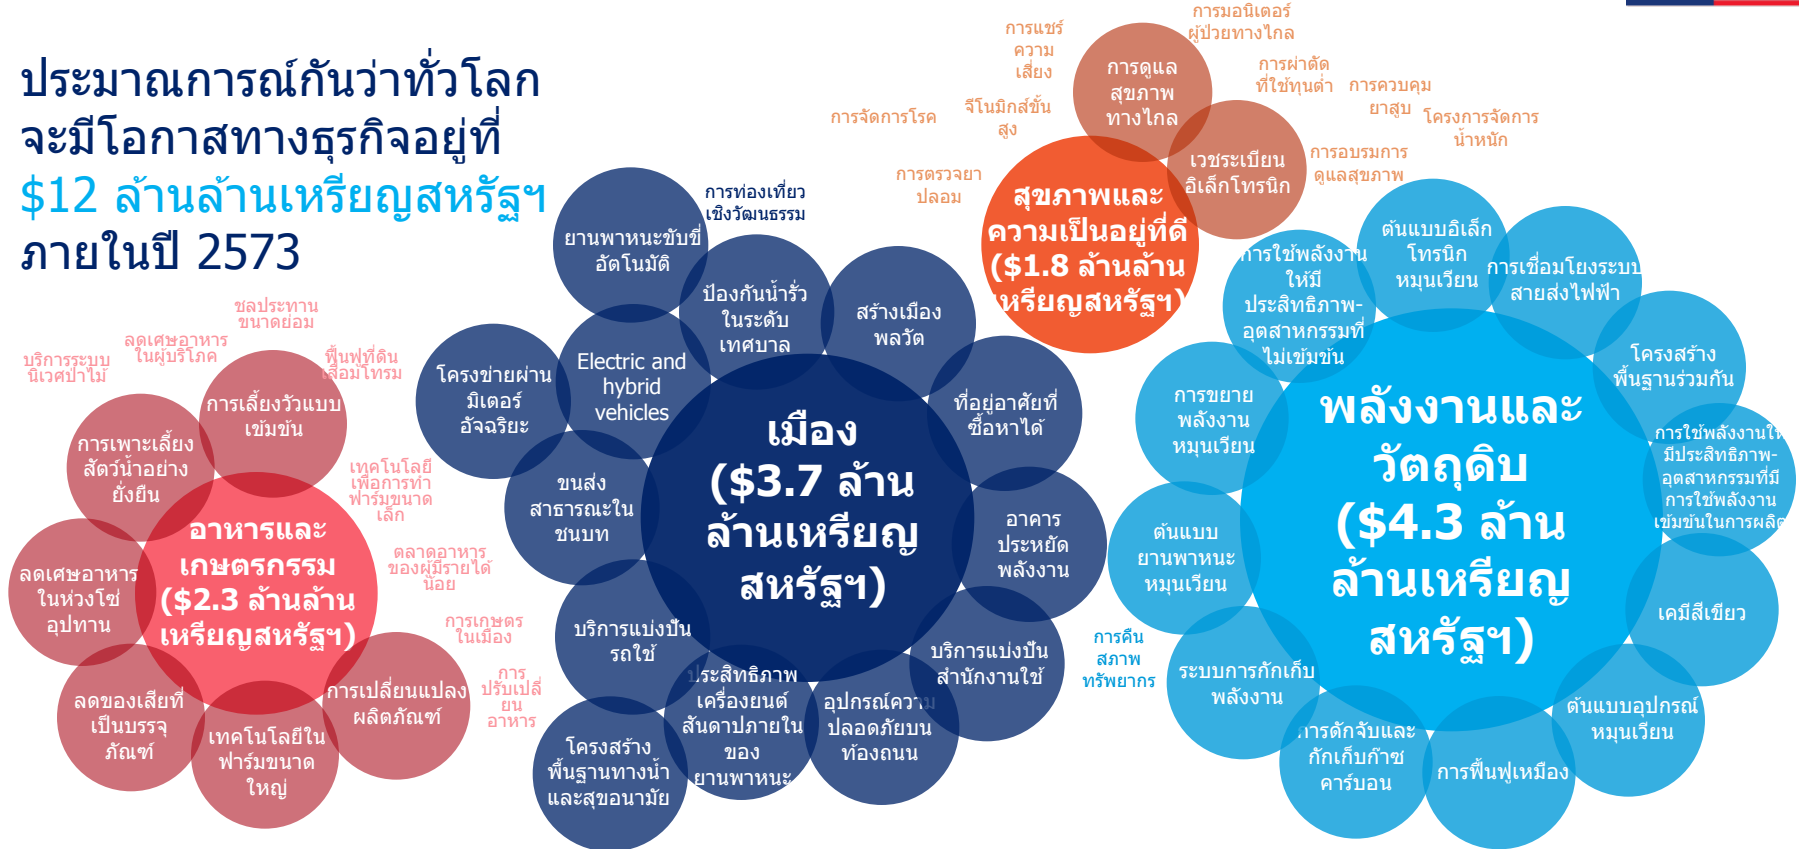 ประมาณการณ์กันว่าทั่วโลก
จะมีโอกาสทางธุรกิจอยู่ที่
$12 ล้านล้านเหรียญสหรัฐฯ
ภายในปี 2573
ชลประทาน
ขนาดย่อม
ลดเศษอาหาร
ในผู้บริโภค
บริการระบบ
นิเวศป่าไม้
ฟื้นฟูที่ดิน
เสื่อมโทรม
การเลี้ยงวัวแบบ
เข้มข้น
การเพาะเลี้ยง
สัตว์น้ำอย่าง
ยั่งยืน
เทคโนโลยี
เพื่อการทำ
ฟาร์มขนาด
เล็ก
อาหารและ
เกษตรกรรม
($2.3 ล้านล้าน
เหรียญสหรัฐฯ)
ตลาดอาหาร
ของผู้มีรายได้
น้อย
ลดเศษอาหาร
ในห่วงโซ่
อุปทาน
การเกษตร
ในเมือง
ลดของเสียที่
เป็นบรรจุ
ภัณฑ์
เทคโนโลยีใน
ฟาร์มขนาด
ใหญ่
การเปลี่ยนแปลง
ผลิตภัณฑ์
การ
ปรับเปลี่
ยน
อาหาร
การท่องเที่ยว
เชิงวัฒนธรรม
ยานพาหนะขับขี่
อัตโนมัติ
ป้องกันน้ำรั่ว
ในระดับ
เทศบาล
สร้างเมือง
พลวัต
โครงข่ายผ่าน
มิเตอร์
อัจฉริยะ
Electric and
hybrid
vehicles
ที่อยู่อาศัยที่
ซื้อหาได้
เมือง
($3.7 ล้าน
ล้านเหรียญ
สหรัฐฯ)
ขนส่ง
สาธารณะใน
ชนบท
อาคาร
ประหยัด
พลังงาน
บริการแบ่งปัน
รถใช้
บริการแบ่งปัน
สำนักงานใช้
โครงสร้าง
พื้นฐานทางน้ำ
และสุขอนามัย
ประสิทธิภาพ
เครื่องยนต์
สันดาปภายใน
ของ
ยานพาหนะ
อุปกรณ์ความ
ปลอดภัยบน
ท้องถนน
การแชร์
ความ
เสี่ยง
การมอนิเตอร์
ผู้ป่วยทางไกล
การดูแล
สุขภาพ
ทางไกล
การผ่าตัด
ที่ใช้ทุนต่ำ
การควบคุม
ยาสูบ
โครงการจัดการ
น้ำหนัก
การจัดการโรค
จีโนมิกส์ขั้น
สูง
การตรวจยา
ปลอม
เวชระเบียน
อิเล็กโทรนิก
การอบรมการ
ดูแลสุขภาพ
สุขภาพและ
ความเป็นอยู่ที่ดี
($1.8 ล้านล้าน
เหรียญสหรัฐฯ)
การใช้พลังงาน
ให้มี
ประสิทธิภาพ-
อุตสาหกรรมที่
ไม่เข้มข้น
ต้นแบบอิเล็ก
โทรนิก
หมุนเวียน
การเชื่อมโยงระบบ
สายส่งไฟฟ้า
โครงสร้าง
พื้นฐานร่วมกัน
การขยาย
พลังงาน
หมุนเวียน
การใช้พลังงานให้
มีประสิทธิภาพ-
อุตสาหกรรมที่มี
การใช้พลังงาน
เข้มข้นในการผลิต
พลังงานและ
วัตถุดิบ
($4.3 ล้าน
ล้านเหรียญ
สหรัฐฯ)
ต้นแบบ
ยานพาหนะ
หมุนเวียน
เคมีสีเขียว
การคืน
สภาพ
ทรัพยากร
ระบบการกักเก็บ
พลังงาน
การดักจับและ
กักเก็บก๊าซ
คาร์บอน
การฟื้นฟูเหมือง
ต้นแบบอุปกรณ์
หมุนเวียน